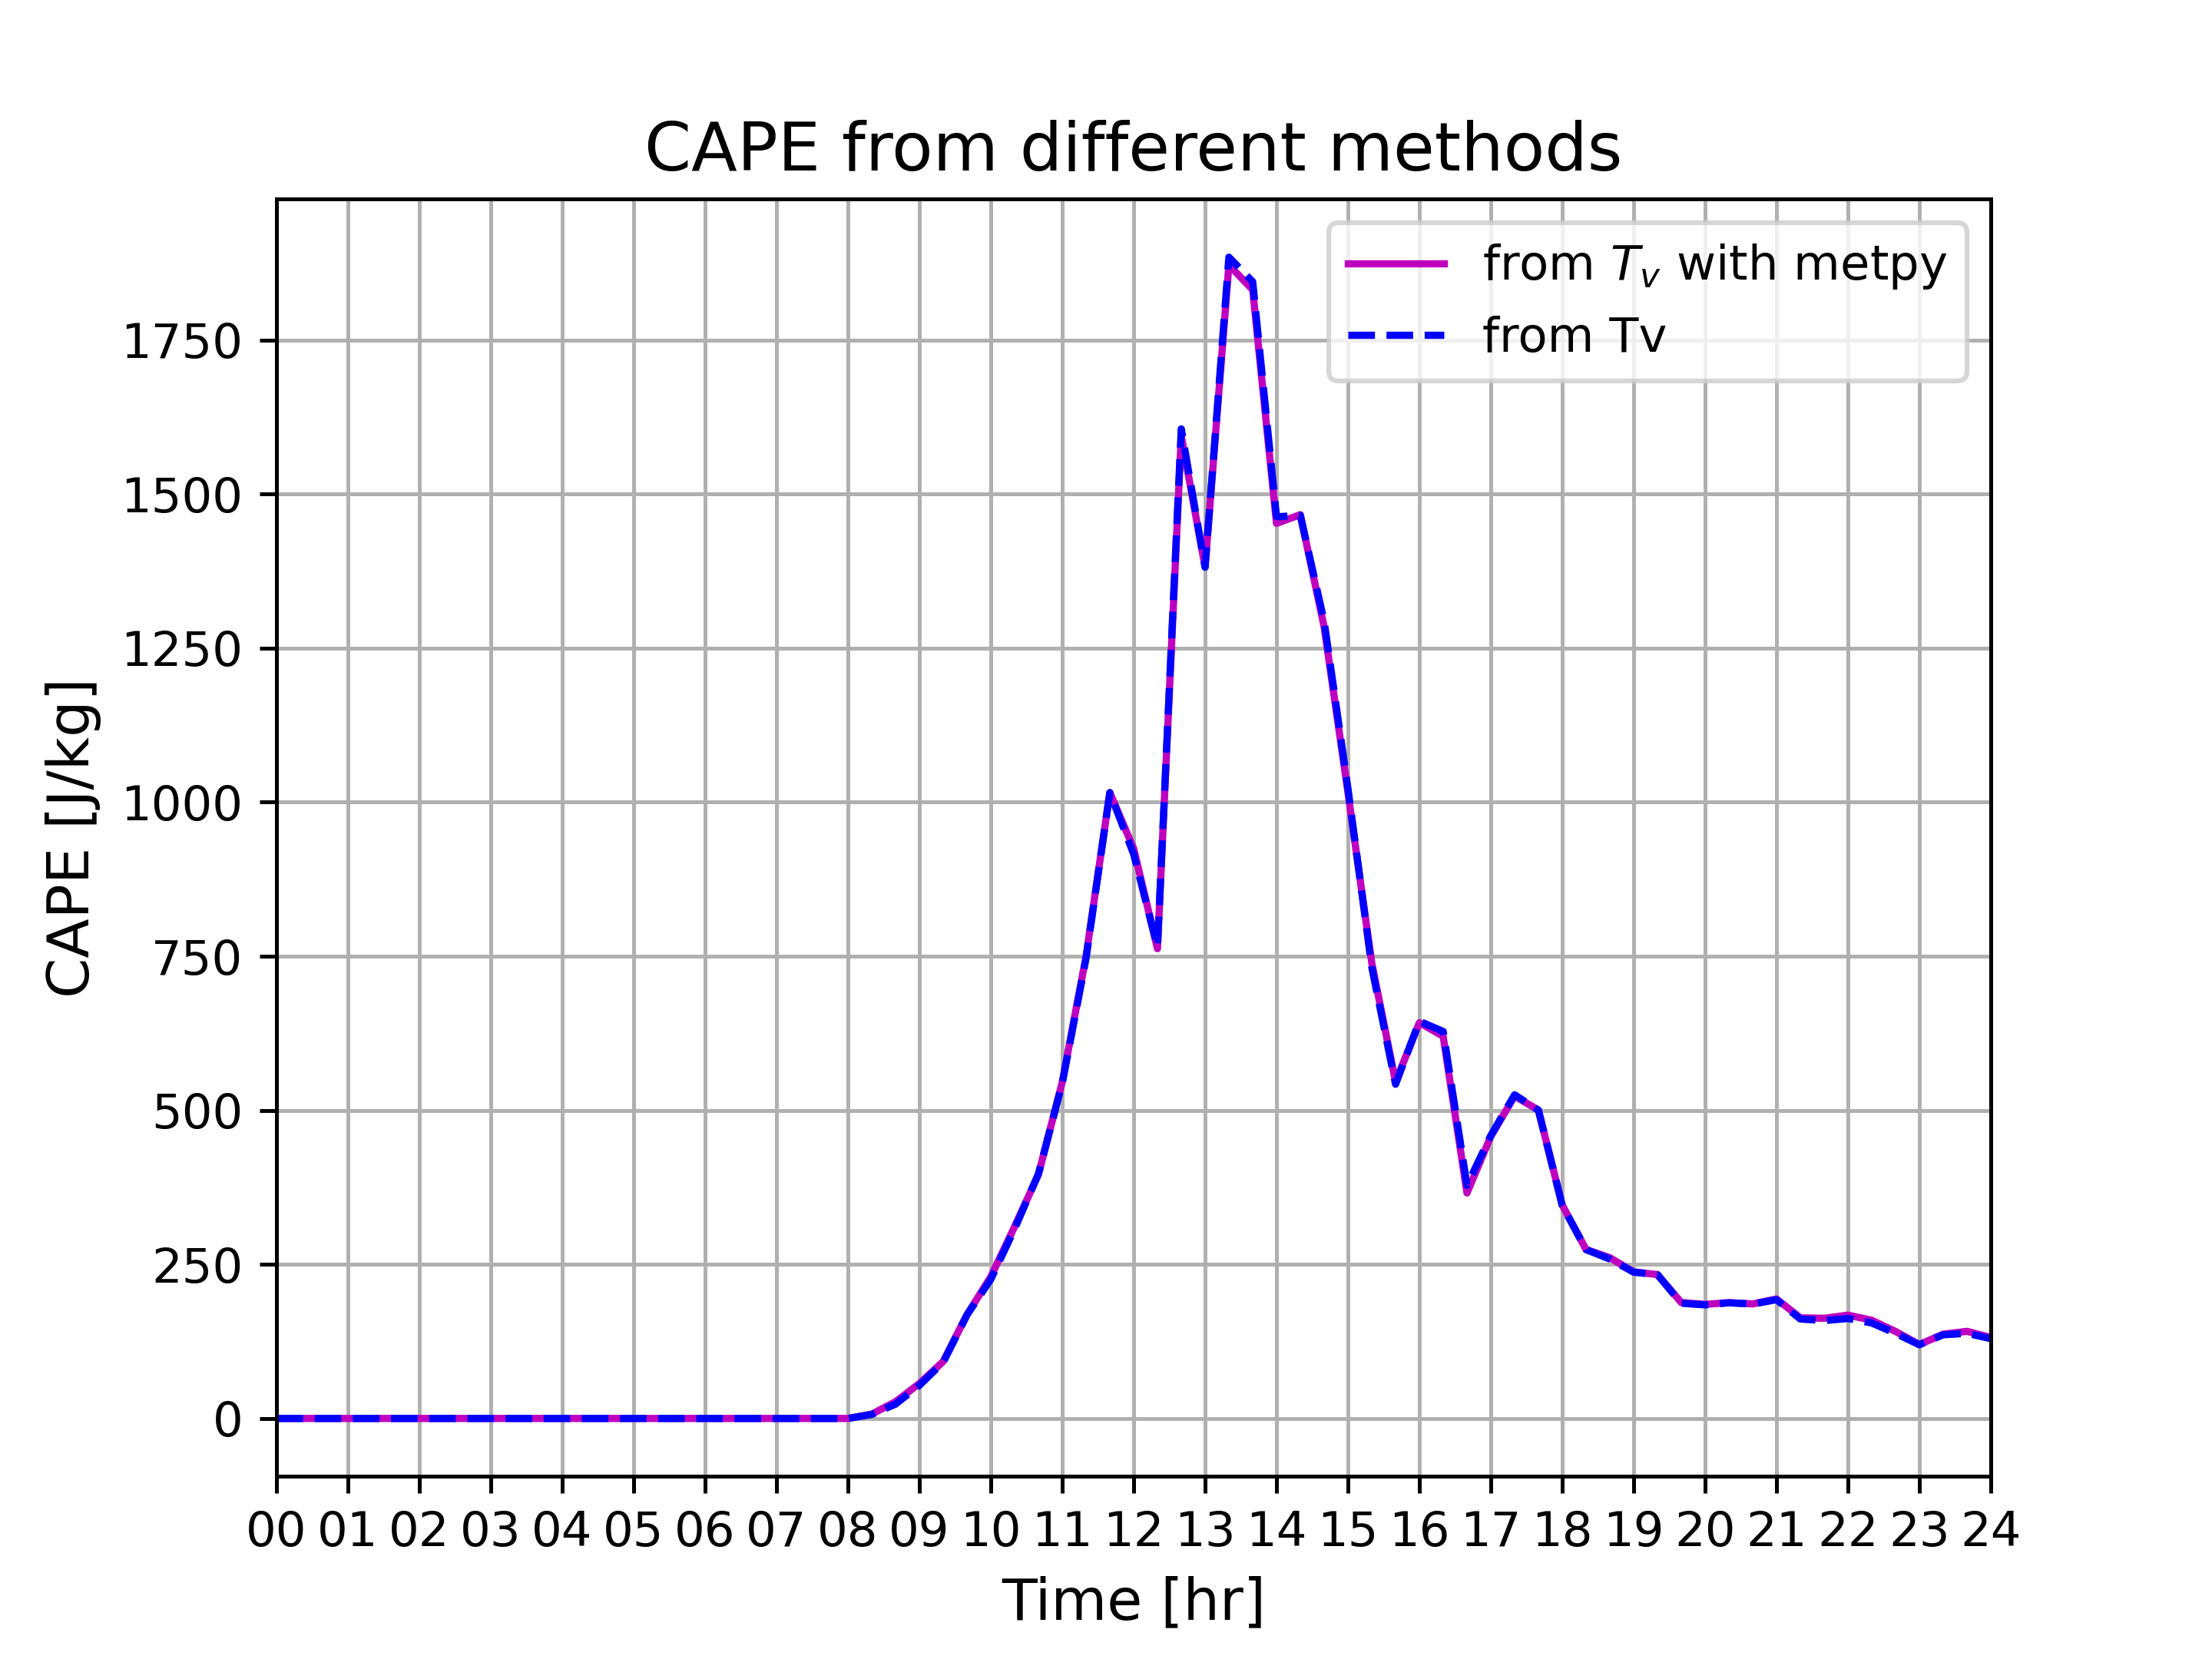 CAPE from different methods
from Tᵥ with metpy
from Tv
CAPE [J/kg]
1750
1500
1250
1000
750
500
250
0
00 01 02 03 04 05 06 07 08 09 10 11 12 13 14 15 16 17 18 19 20 21 22 23 24
Time [hr]